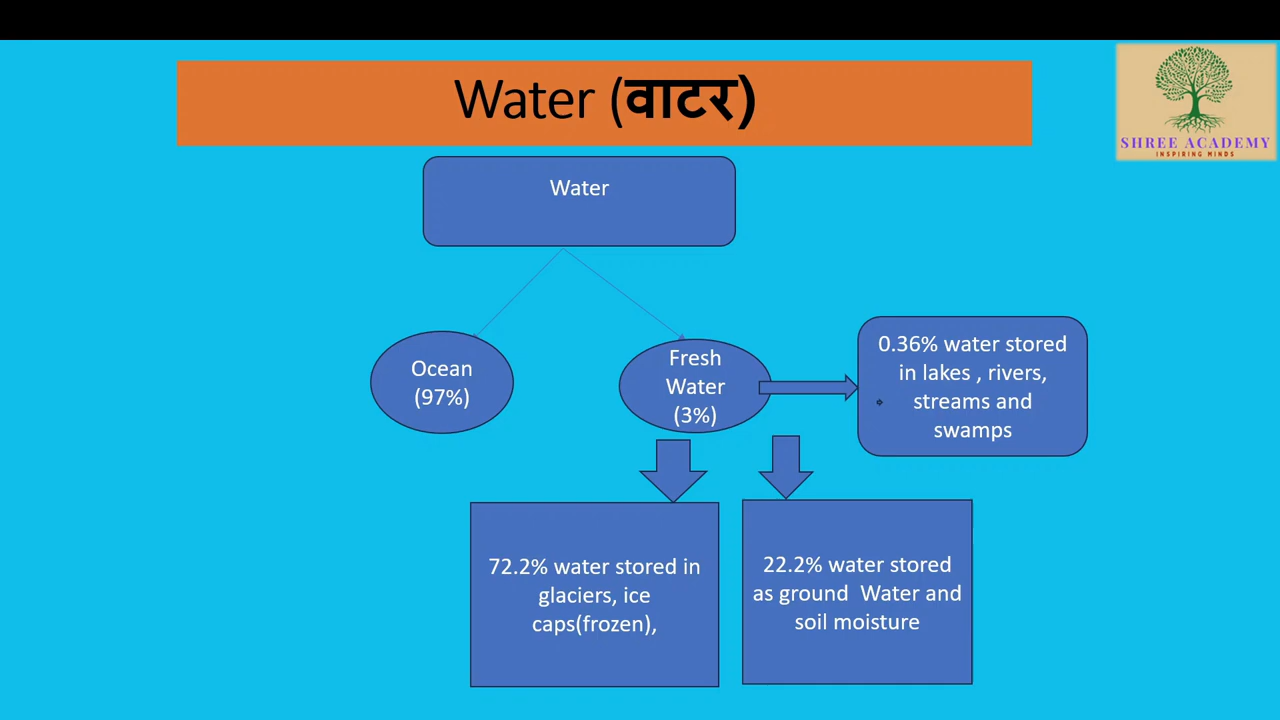 Water (वाटर)
SHREE ACADEMY
INSPIRING MINDS
Water
Ocean
(97%)
Fresh
Water
(3%)
0.36% water stored
in lakes , rivers,
streams and
swamps
72.2% water stored in
glaciers, ice
caps(frozen),
22.2% water stored
as ground  Water and
soil moisture